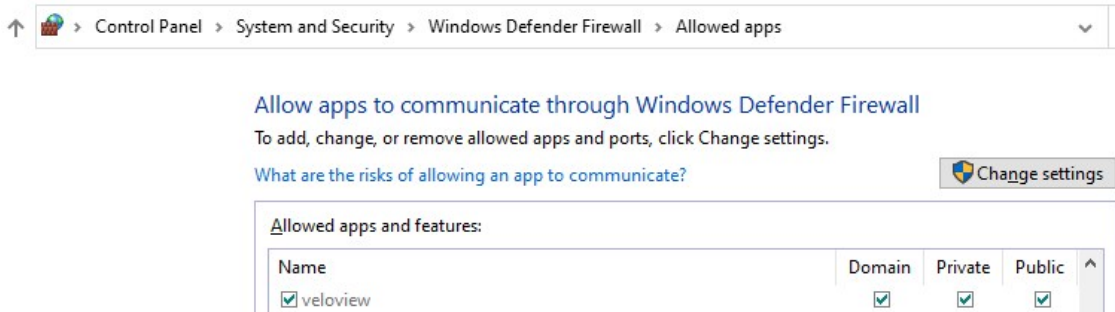 Control Panel > System and Security > Windows Defender Firewall > Allowed apps
Allow apps to communicate through Windows Defender Firewall
To add, change, or remove allowed apps and ports, click Change settings.
What are the risks of allowing an app to communicate?
Change settings
Allowed apps and features:
Name Domain Private Public
veloview